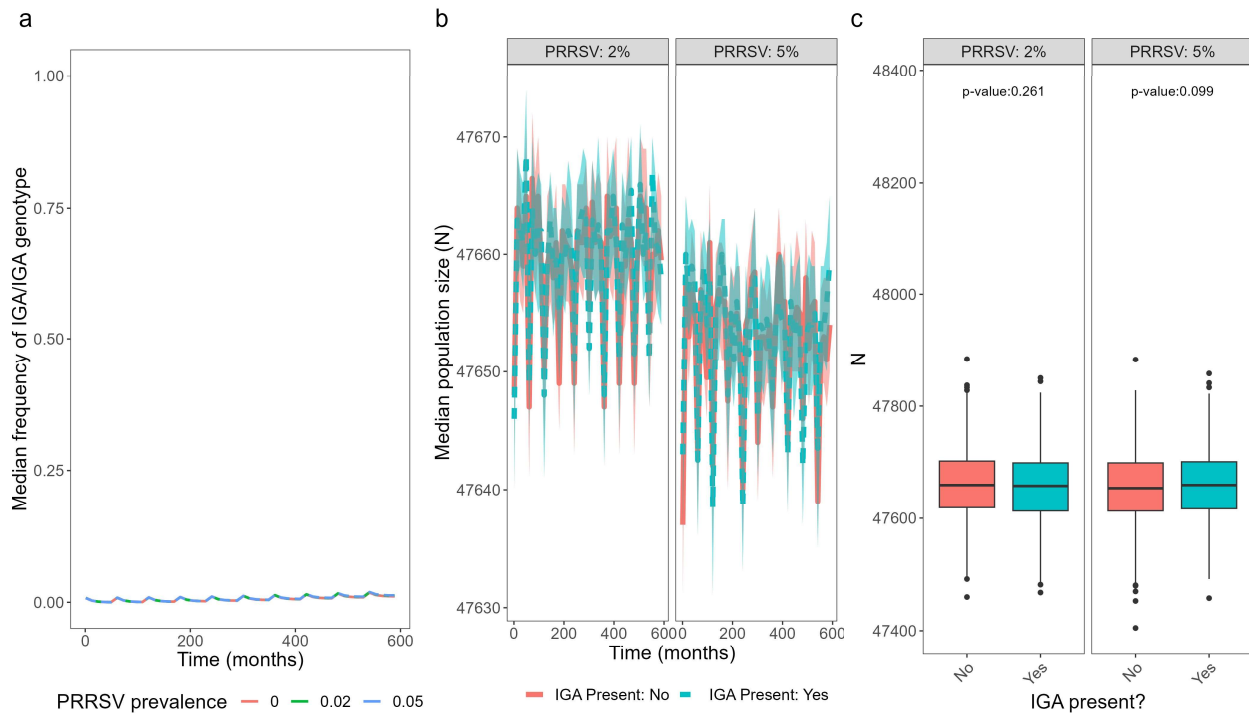 a
Median frequency of IGA/IGA genotype
1.00
0.75
0.50
0.25
0.00
0
200
400
600
Time (months)
PRRSV prevalence 0 0.02 0.05
b
PRRSV: 2%
PRRSV: 5%
Median population size (N)
47670
47660
47650
47640
47630
0
200
400
600
0
200
400
600
Time (months)
IGA Present: No IGA Present: Yes
c
PRRSV: 2%
PRRSV: 5%
p-value:0.261
p-value:0.099
N
48400
48200
48000
47800
47600
47400
No
Yes
No
Yes
IGA present?